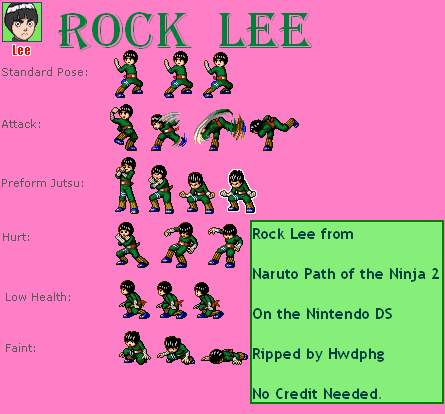 ROCK LEE
Lee
Standard Pose:
Attack:
Preform Jutsu:
Hurt:
Low Health:
Faint:
Rock Lee from
Naruto Path of the Ninja 2
On the Nintendo DS
Ripped by Hwdphg
No Credit Needed.